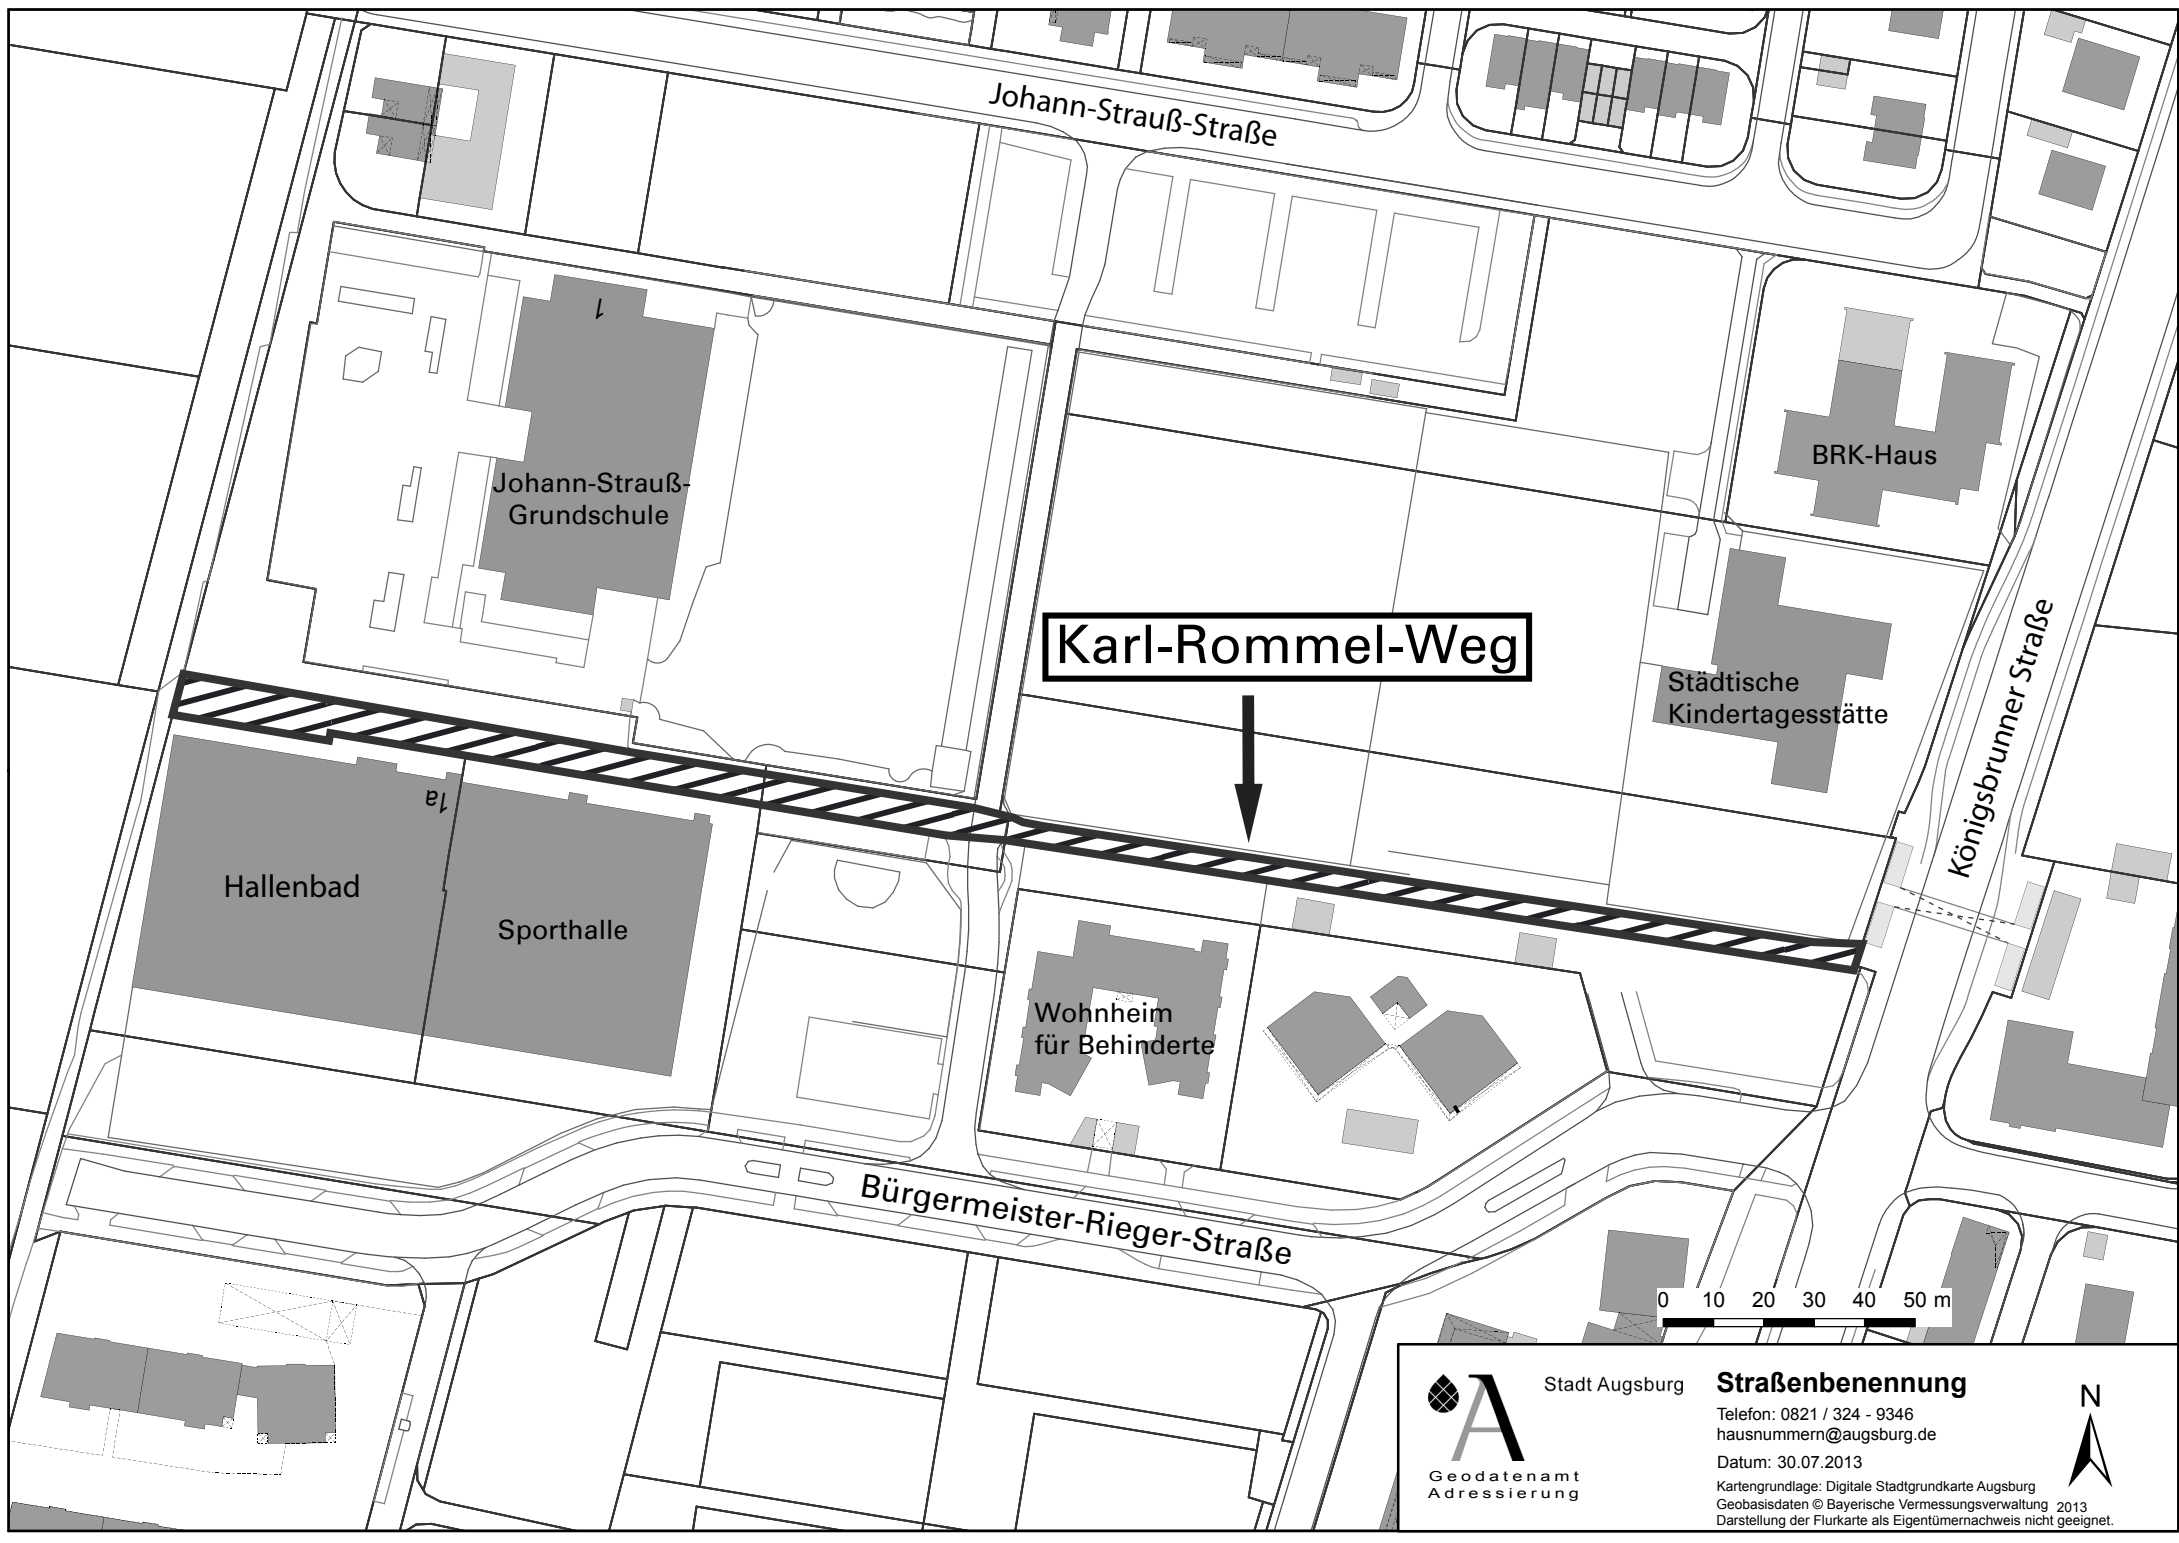 Johann-Strauß-Straße
1
BRK-Haus
Johann-Strauß-
Grundschule
Karl-Rommel-Weg
Städtische
Kindertagesstätte
Königsbrunner Straße
1a
Hallenbad
Sporthalle
Wohnheim
für Behinderte
Bürgermeister-Rieger-Straße
0 10 20 30 40 50 m
Stadt Augsburg
Geodatenamt
Adressierung
Straßenbenennung
Telefon: 0821 / 324 - 9346
hausnummern@augsburg.de
Datum: 30.07.2013
Kartengrundlage: Digitale Stadtgrundkarte Augsburg
Geobasisdaten © Bayerische Vermessungsverwaltung 2013
Darstellung der Flurkarte als Eigentümernachweis nicht geeignet.
N